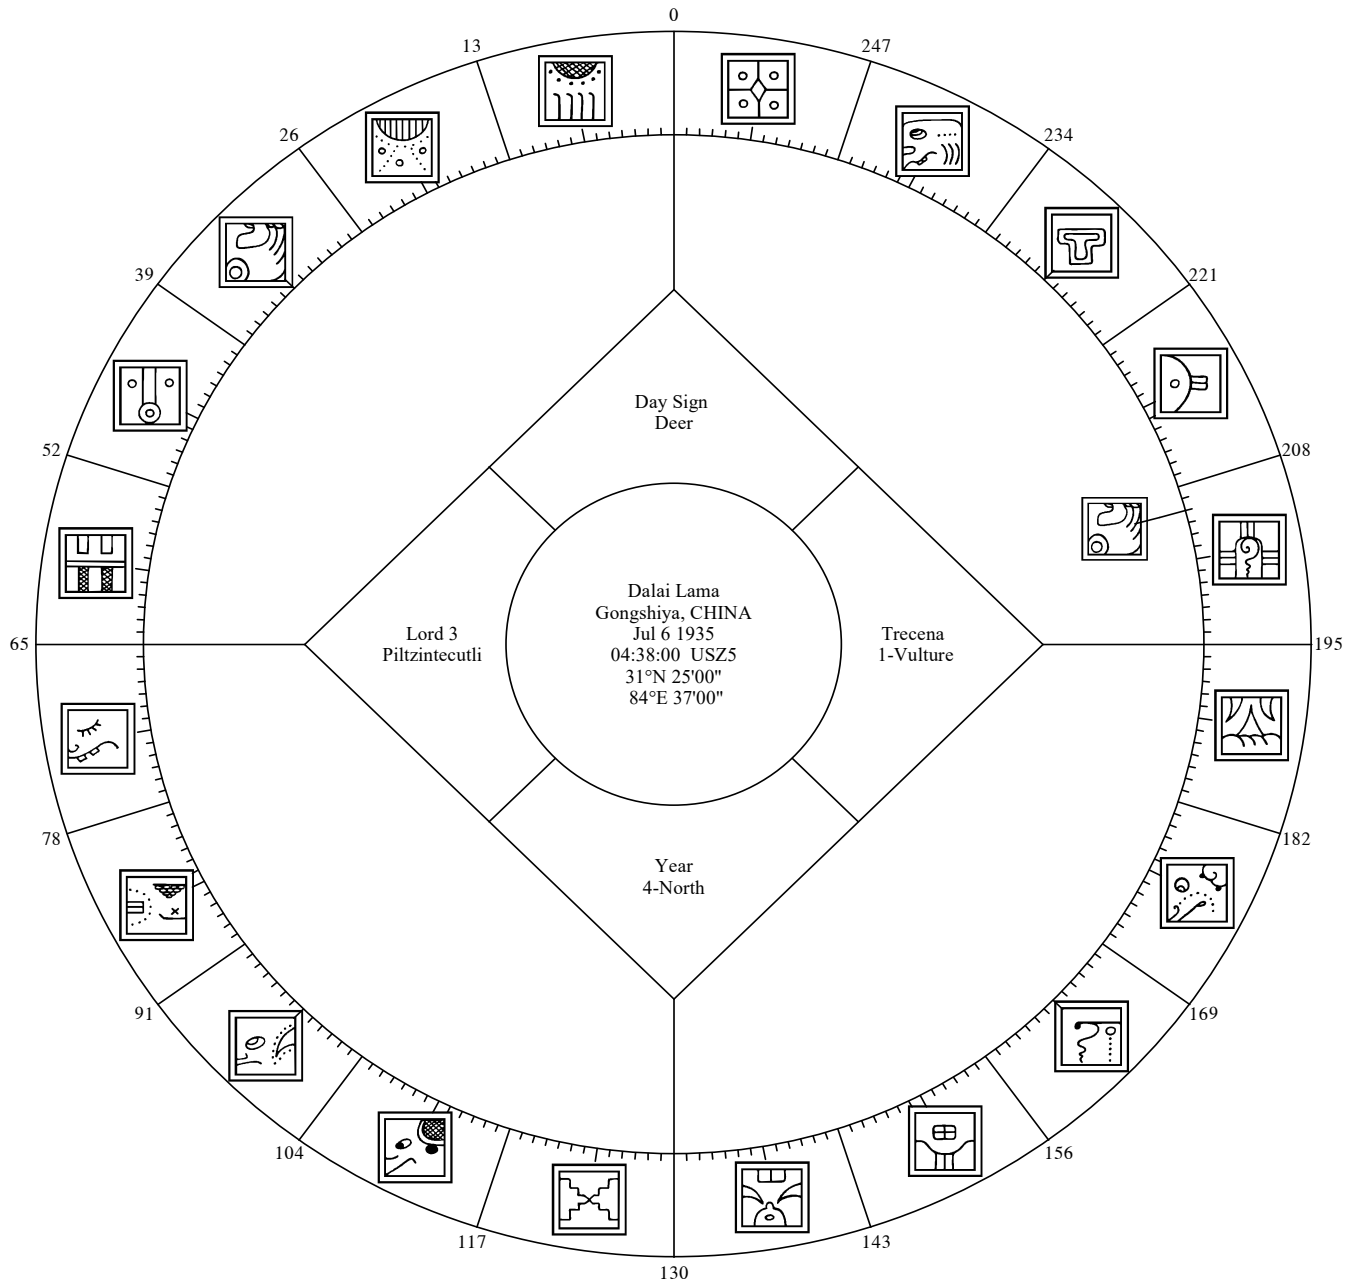 0
13
247
26
234
39
221
Day Sign
Deer
52
208
Dalai Lama
Gongshiya, CHINA
Jul 6 1935
04:38:00 USZ5
31°N 25'00"
84°E 37'00"
Lord 3
Piltzintecutli
Trecena
1-Vulture
65
195
78
182
Year
4-North
91
169
104
156
117
143
130